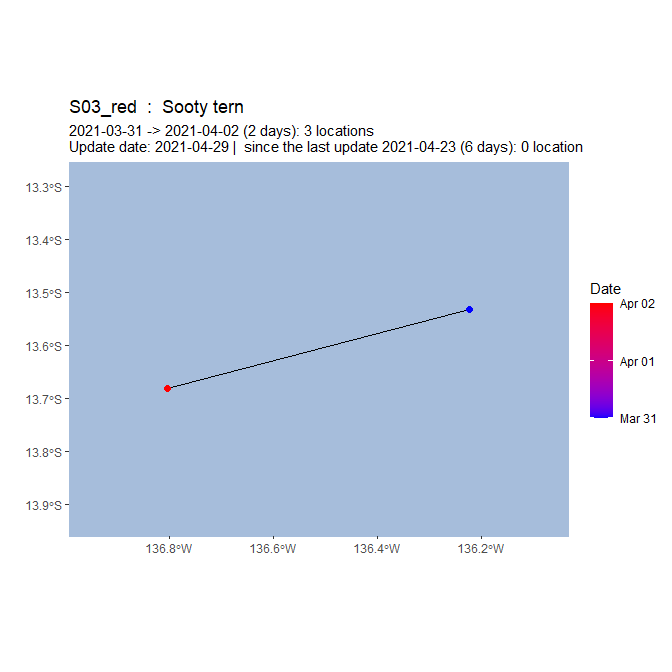 S03_red  :  Sooty tern
2021-03-31 -> 2021-04-02 (2 days): 3 locations
Update date: 2021-04-29 |  since the last update 2021-04-23 (6 days): 0 location
13.3°S
13.4°S
13.5°S
13.6°S
13.7°S
13.8°S
13.9°S
136.8°W
136.6°W
136.4°W
136.2°W
Date
Apr 02
Apr 01
Mar 31